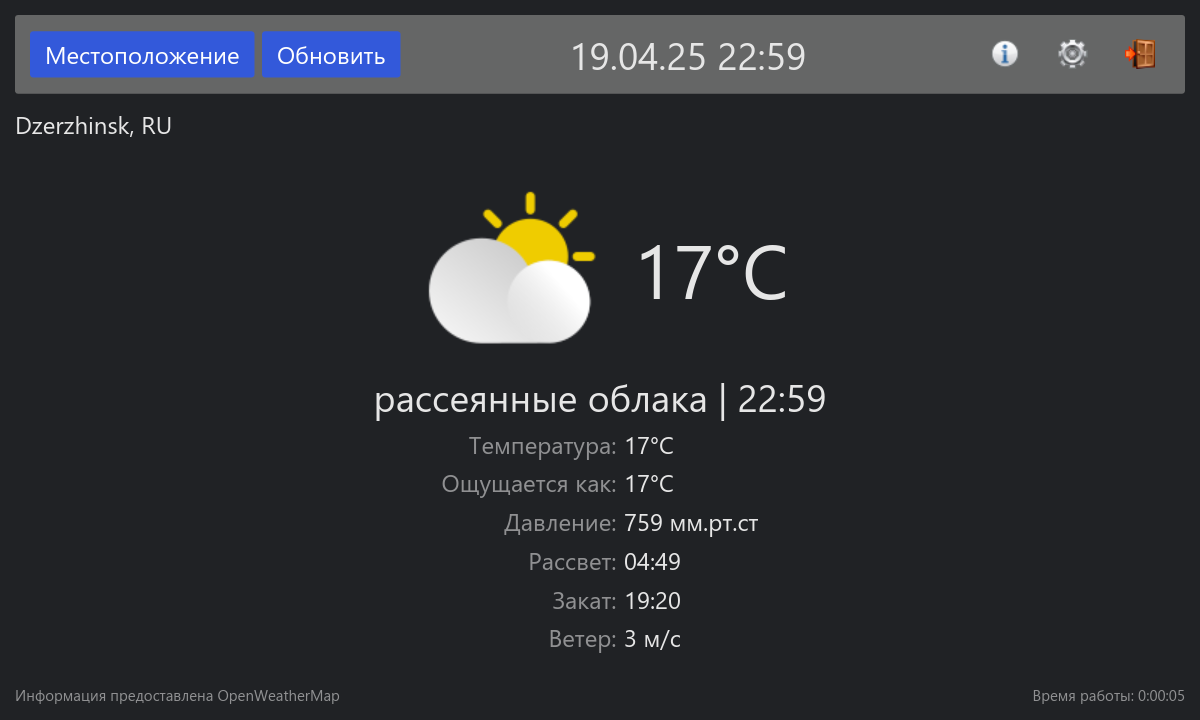 Местоположение Обновить 19.04.25 22:59
Dzerzhinsk, RU
17°C
рассеянные облака | 22:59
Температура: 17°C
Ощущается как: 17°C
Давление: 759 мм.рт.ст
Рассвет: 04:49
Закат: 19:20
Ветер: 3 м/с
Информация предоставлена OpenWeatherMap Время работы: 0:00:05